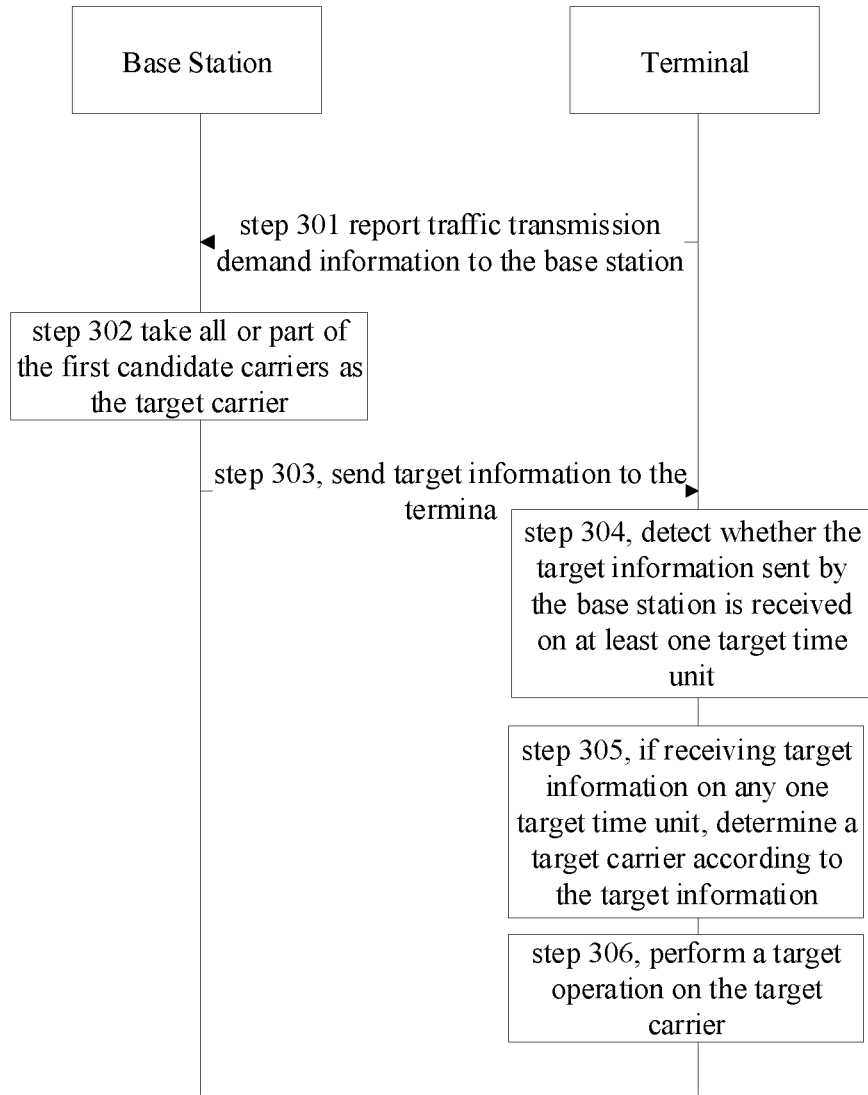 Base Station
Terminal
step 301 report traffic transmission
demand information to the base station
step 302 take all or part of
the first candidate carriers as
the target carrier
step 303, send target information to the
termina
step 304, detect whether the
target information sent by
the base station is received
on at least one target time
unit
step 305, if receiving target
information on any one
target time unit, determine a
target carrier according to
the target information
step 306, perform a target
operation on the target
carrier